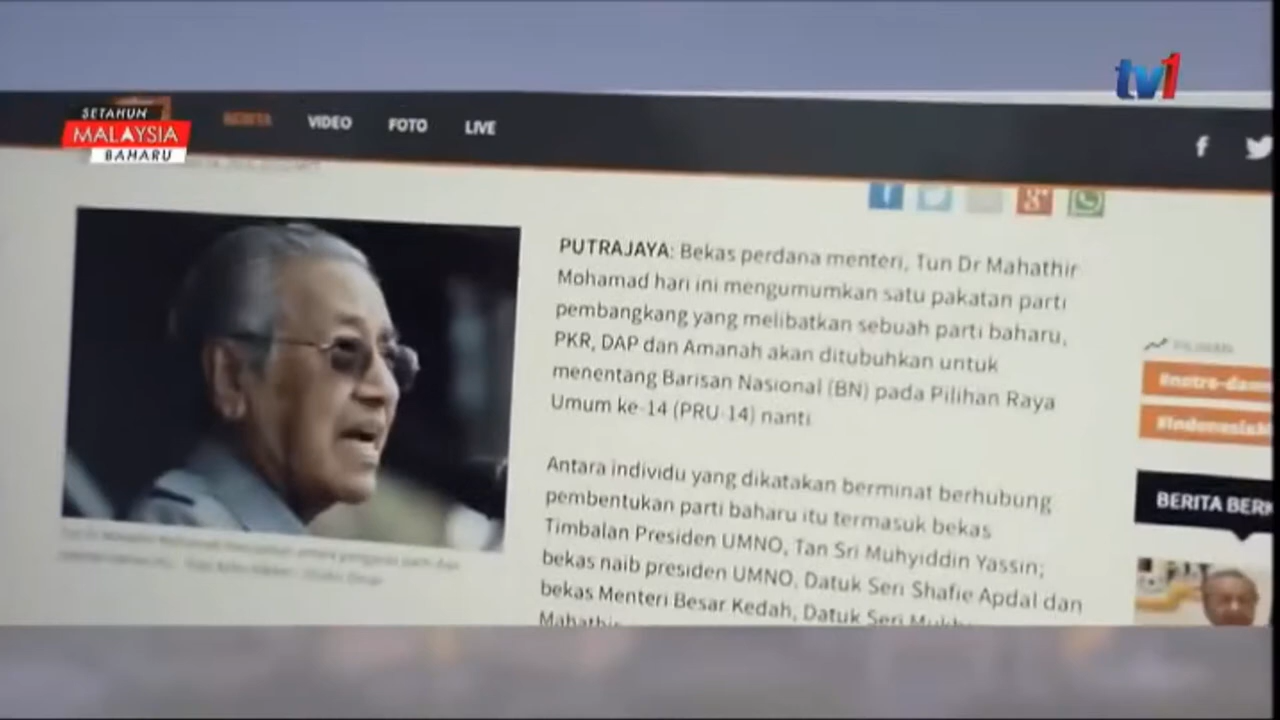 tv1
SETAHUN
MALAYSIA
BAHARU
BERITA
VIDEO
FOTO
LIVE
PUTRAJAYA: Bekas perdana menteri, Tun Dr Mahathir
Mohamad hari ini mengumumkan satu pakatan parti
pembangkang yang melibatkan sebuah parti baharu,
PKR, DAP dan Amanah akan ditubuhkan untuk
menentang Barisan Nasional (BN) pada Pilihan Raya
Umum ke-14 (PRU-14) nanti
Antara individu yang dikatakan berminat berhubung
pembentukan parti baharu itu termasuk bekas
Timbalan Presiden UMNO, Tan Sri Muhyiddin Yassin;
bekas naib presiden UMNO, Datuk Seri Shafie Apdal dan
bekas Menteri Besar Kedah, Datuk Seri
Mahathir
BERITA BERK